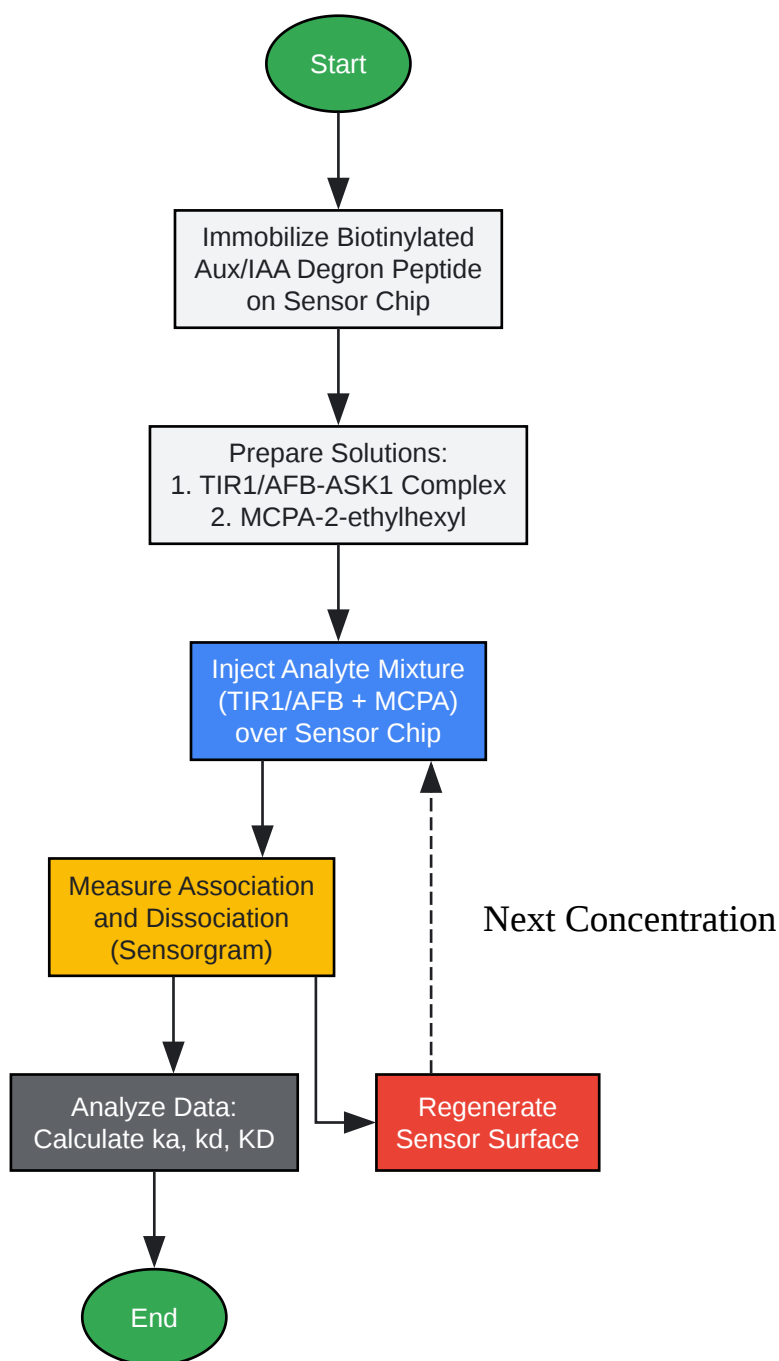 Start
Immobilize Biotinylated
Aux/IAA Degron Peptide
on Sensor Chip
Prepare Solutions:
1. TIR1/AFB-ASK1 Complex
2. MCPA-2-ethylhexyl
Inject Analyte Mixture
(TIR1/AFB + MCPA)
over Sensor Chip
Measure Association
and Dissociation
(Sensorgram)
Next Concentration
Analyze Data:
Calculate ka, kd, KD
Regenerate
Sensor Surface
End